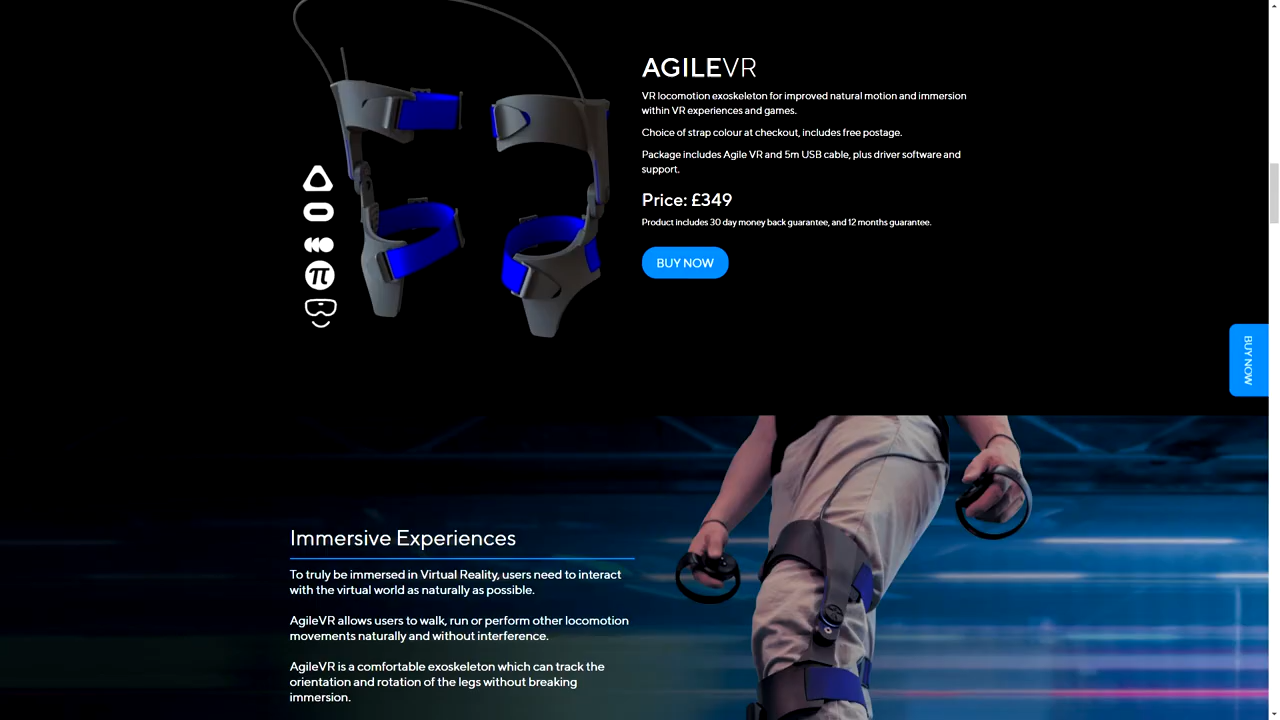 AGILEVR
VR locomotion exoskeleton for improved natural motion and immersion
within VR experiences and games.
Choice of strap colour at checkout, includes free postage.
Package includes Agile VR and 5m USB cable, plus driver software and
support.
Price: £349
Product includes 30 day money back guarantee, and 12 months guarantee.
BUY NOW
BUY NOW
Immersive Experiences
To truly be immersed in Virtual Reality, users need to interact
with the virtual world as naturally as possible.
AgileVR allows users to walk, run or perform other locomotion
movements naturally and without interference.
AgileVR is a comfortable exoskeleton which can track the
orientation and rotation of the legs without breaking
immersion.